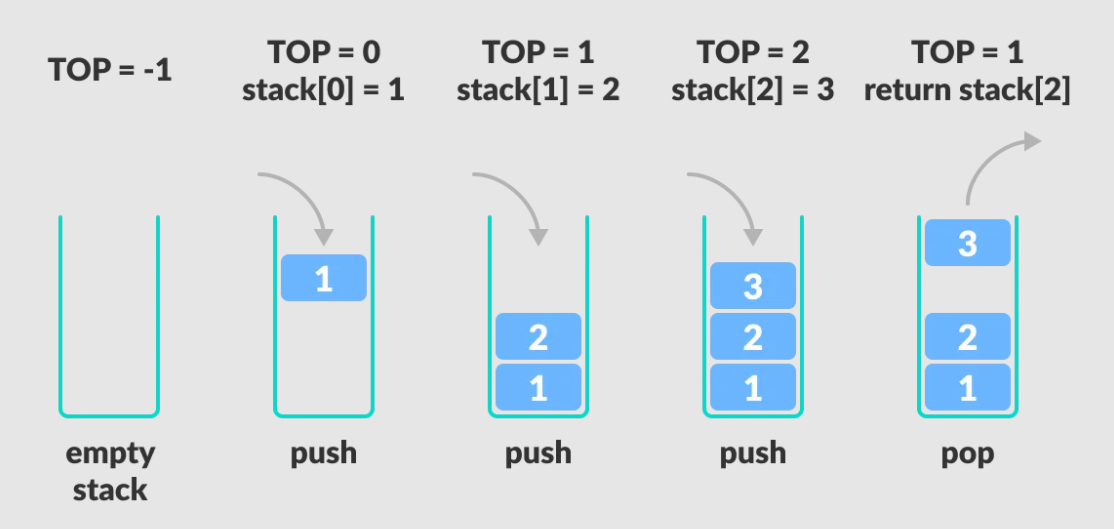 TOP = -1
TOP = 0
stack[0] = 1
TOP = 1
stack[1] = 2
TOP = 2
stack[2] = 3
TOP = 1
return stack[2]
1
2
1
3
2
1
3
2
1
empty
stack
push
push
push
pop